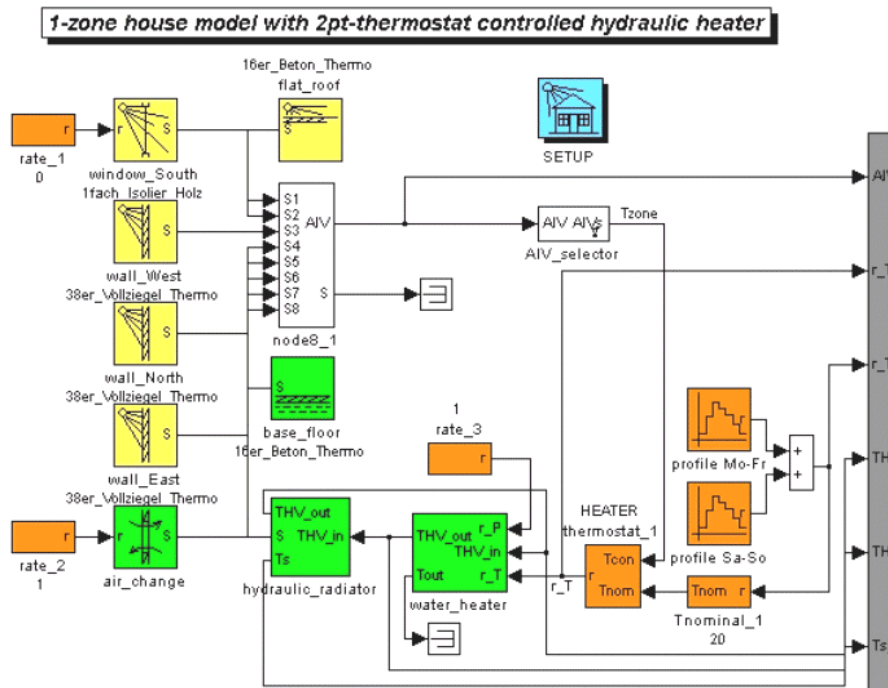 1-zone house model with 2pt-thermostat controlled hydraulic heater
16er_Beton_Thermo
flat_roof
S
r
rate_1
0
r S
window_South
1fach_Isolier_Holz
SETUP
S
wall_West
38er_Vollziegel_Thermo
S1
S2
S3
S4
S5
S6
S7
S8
AIV
S
node8_1
AIV AIVs
AIV_selector
Tzone
AIV
r_T
r_T
TH
TH
Ts
S
wall_North
38er_Vollziegel_Thermo
S
base_floor
16er_Beton_Thermo
S
wall_East
38er_Vollziegel_Thermo
1
rate_3
r
profile Mo-Fr
+
+
profile Sa-So
r
rate_2
1
r S
air_change
THV_out
S THV_in
Ts
hydraulic_radiator
r_P
THV_out
THV_in
Tout r_T
water_heater
r_T
HEATER
thermostat_1
Tcon
r
Tnom
Tnom r
Tnominal_1
20